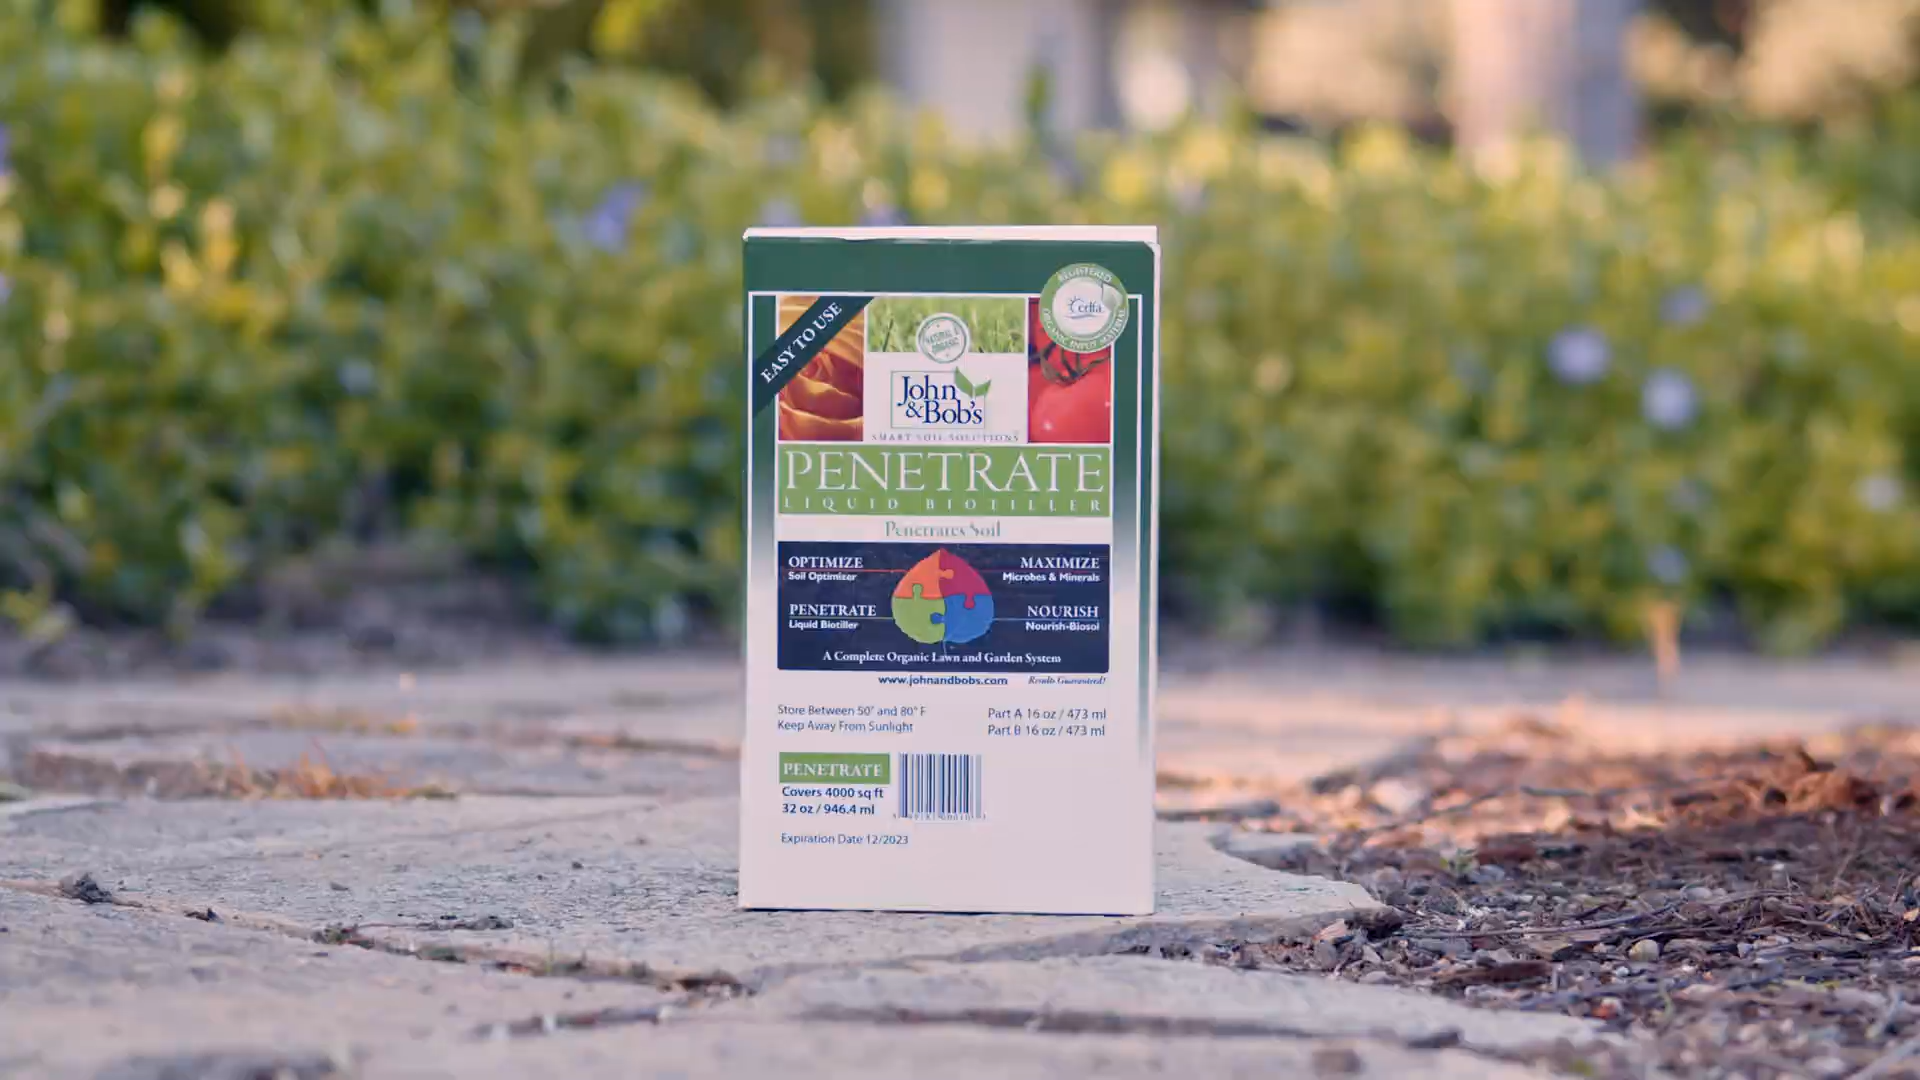 REGISTERED
cdfa
ORGANIC INPUT MATERIAL
EASY TO USE
NATURAL & ORGANIC
John
& Bob's
SMART SOIL SOLUTIONS
PENETRATE
LIQUID BIOTILLER
Penetrates Soil
OPTIMIZE
Soil Optimizer
MAXIMIZE
Microbes & Minerals
PENETRATE
Liquid Biotiller
NOURISH
Nourish-Biosol
A Complete Organic Lawn and Garden System
www.johnandbobs.com Results Guaranteed!
Store Between 50° and 80° F
Keep Away From Sunlight
Part A 16 oz / 473 ml
Part B 16 oz / 473 ml
PENETRATE
Covers 4000 sq ft
32 oz / 946.4 ml
Expiration Date 12/2023